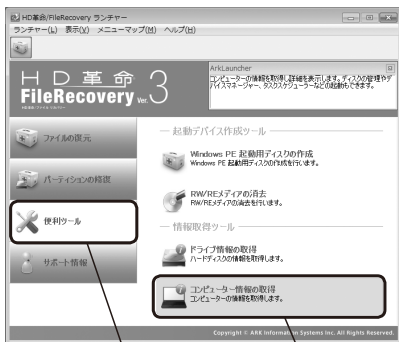 HD革命/FileRecovery ランチャー
ランチャー(L) 表示(V) メニューマップ(M) ヘルプ(H)
HD革命
FileRecovery Ver.3
ArkLauncher
コンピューターの情報を取得し詳細を表示します。ディスクの管理やデバイスマネージャー、タスクスケジューラーなどの起動もできます。
ファイルの復元
パーティションの修復
便利ツール
サポート情報
起動デバイス作成ツール
Windows PE 起動用ディスクの作成
Windows PE 起動用ディスクの作成を行います。
RW/REメディアの消去
RW/REメディアの消去を行います。
情報取得ツール
ドライブ情報の取得
ハードディスクの情報を取得します。
コンピューター情報の取得
コンピューターの情報を取得します。
Copyright © ARK Information Systems Inc. All Rights Reserved.